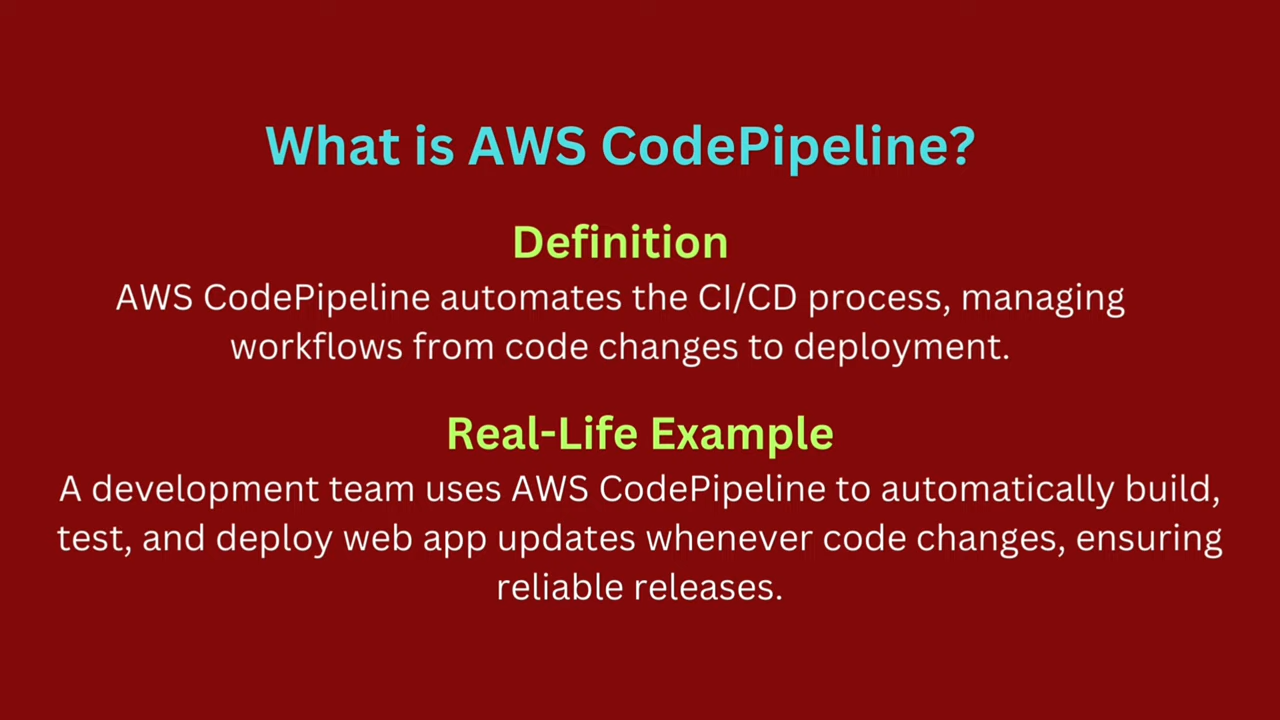 What is AWS CodePipeline?
Definition
AWS CodePipeline automates the CI/CD process, managing
workflows from code changes to deployment.
Real-Life Example
A development team uses AWS CodePipeline to automatically build,
test, and deploy web app updates whenever code changes, ensuring
reliable releases.